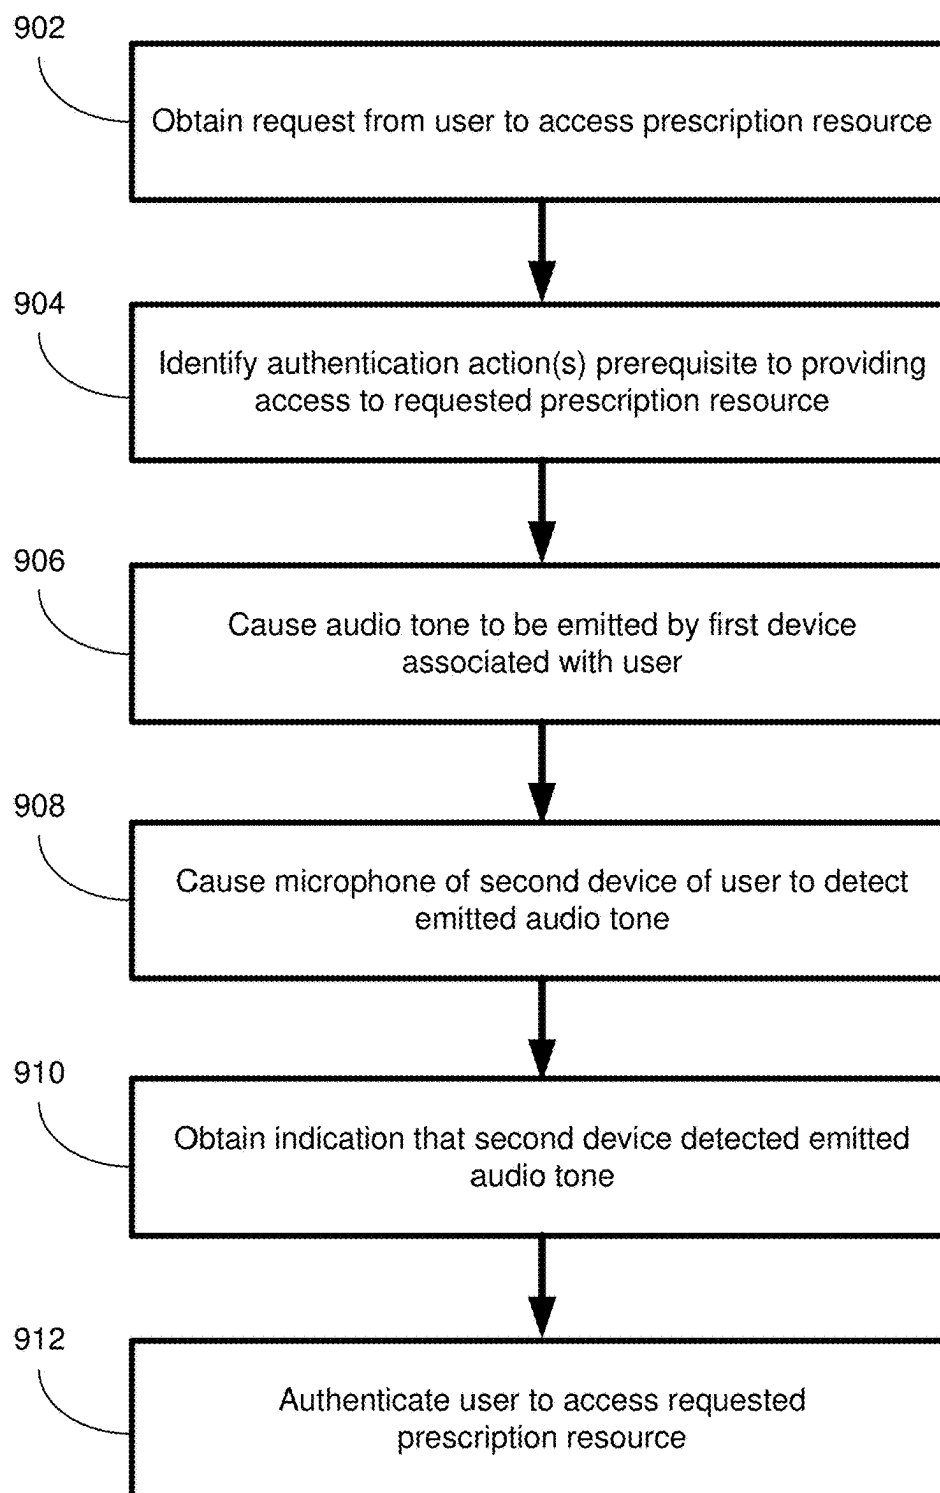 902
Obtain request from user to access prescription resource
904
Identify authentication action(s) prerequisite to providing
access to requested prescription resource
906
Cause audio tone to be emitted by first device
associated with user
908
Cause microphone of second device of user to detect
emitted audio tone
910
Obtain indication that second device detected emitted
audio tone
912
Authenticate user to access requested
prescription resource